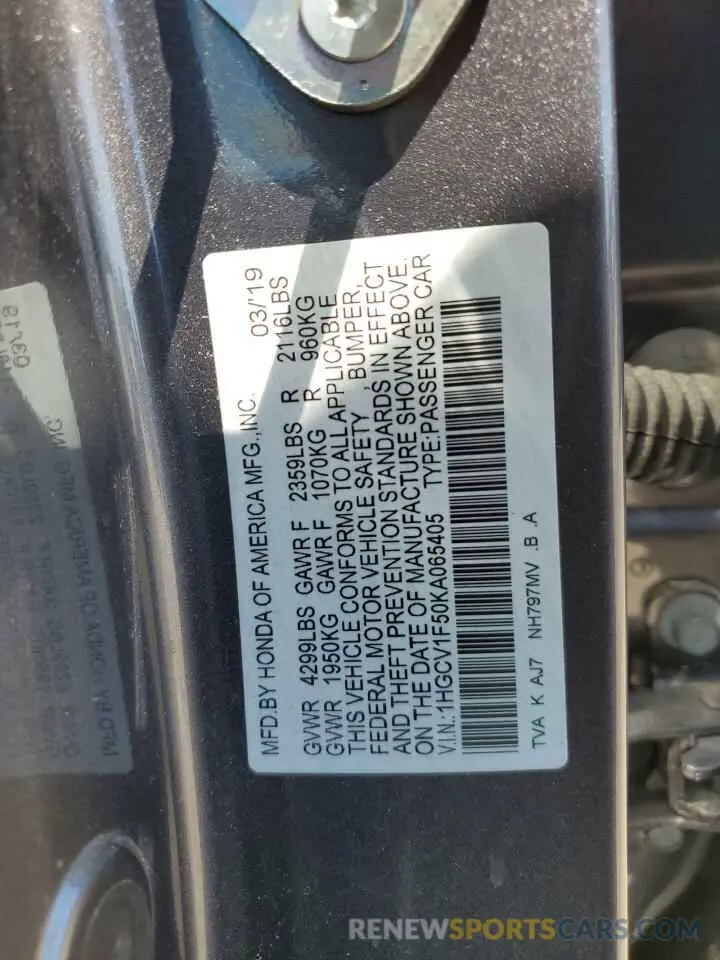 MFD.BY HONDA OF AMERICA MFG.,INC. 03/'19
GVWR 4299LBS GAWR F 2359LBS R 2116LBS
GVWR 1950KG GAWR F 1070KG R 960KG
THIS VEHICLE CONFORMS TO ALL APPLICABLE
FEDERAL MOTOR VEHICLE SAFETY , BUMPER,
AND THEFT PREVENTION STANDARDS IN EFFECT
ON THE DATE OF MANUFACTURE SHOWN ABOVE.
V.I.N.:1HGCV1F50KA065405 TYPE:PASSENGER CAR
TVA K AJ7 NH797MV .B .A
RENEWSPORTSCARS.COM